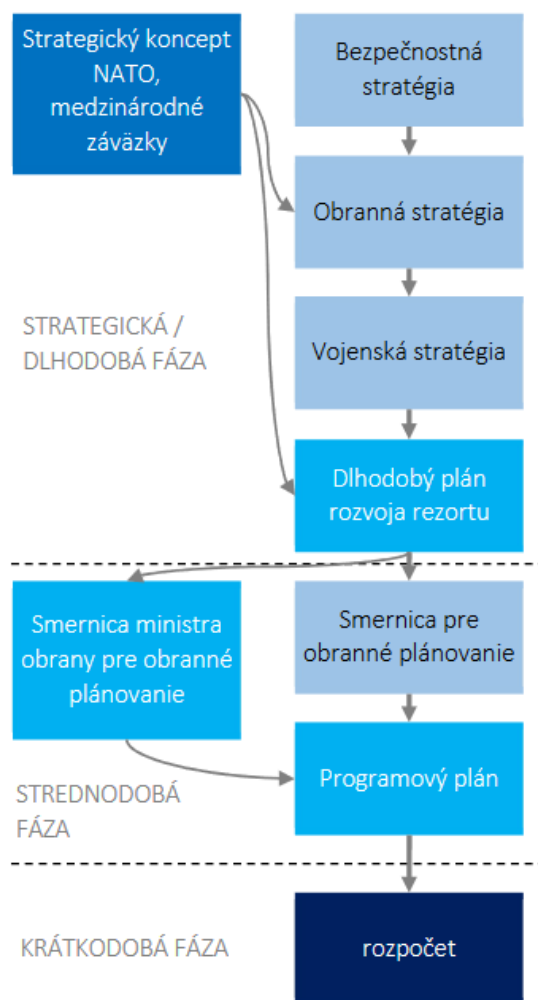 Strategický koncept
NATO,
medzinárodné
záväzky
Bezpečnostná
stratégia
Obranná stratégia
STRATEGICKÁ /
DLHODOBÁ FÁZA
Vojenská stratégia
Dlhodobý plán
rozvoja rezortu
Smernica ministra
obrany pre obranné
plánovanie
Smernica pre
obranné plánovanie
STREDNODOBÁ
FÁZA
Programový plán
KRÁTKODOBÁ FÁZA
rozpočet